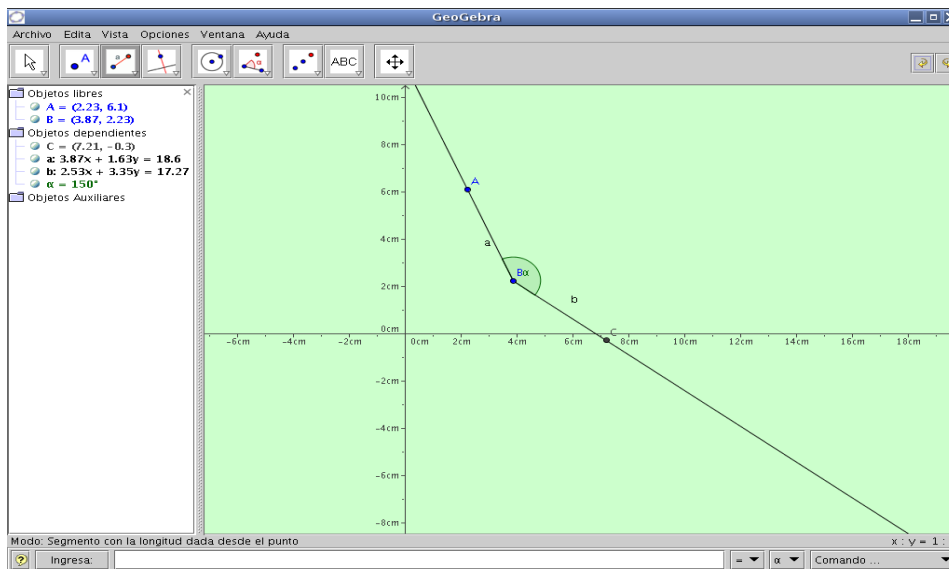 GeoGebra
Archivo Edita Vista Opciones Ventana Ayuda
A a α ABC
Objetos libres
A = (2.23, 6.1)
B = (3.87, 2.23)
Objetos dependientes
C = (7.21, -0.3)
a: 3.87x + 1.63y = 18.6
b: 2.53x + 3.35y = 17.27
α = 150°
Objetos Auxiliares
10cm
8cm
6cm
4cm
2cm
0cm
-2cm
-4cm
-6cm
-8cm
-6cm -4cm -2cm 0cm 2cm 4cm 6cm 8cm 10cm 12cm 14cm 16cm 18cm
A
a
Bα
b
C
Modo: Segmento con la longitud dada desde el punto
x : y = 1 :
Ingresa:
= α Comando ...